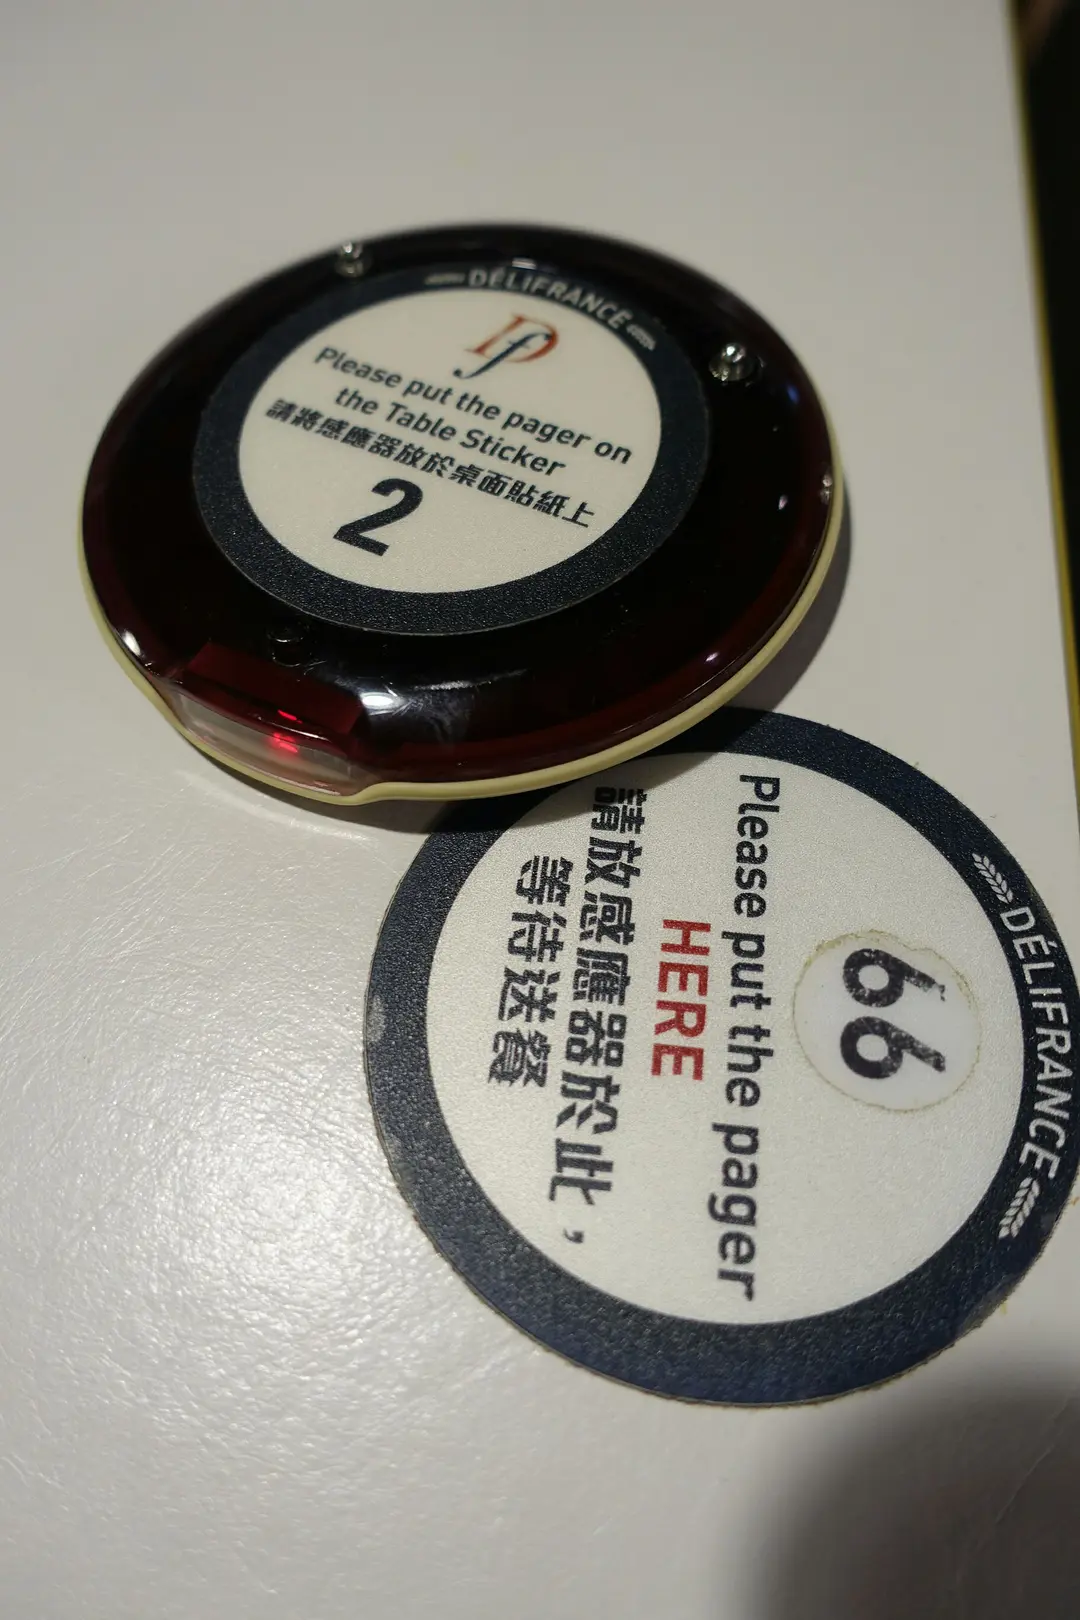 DÉLIFRANCE
Df
Please put the pager on
the Table Sticker
請將感應器放於桌面貼紙上
2
DÉLIFRANCE
66
Please put the pager
HERE
請放感應器於此，
等待送餐